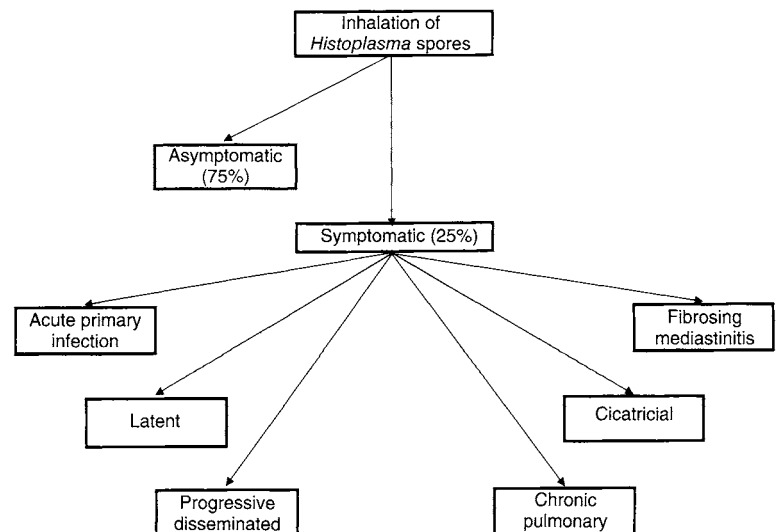 Inhalation of
Histoplasma spores
Asymptomatic
(75%)
Symptomatic (25%)
Acute primary
infection
Fibrosing
mediastinitis
Latent
Cicatricial
Progressive
disseminated
Chronic
pulmonary